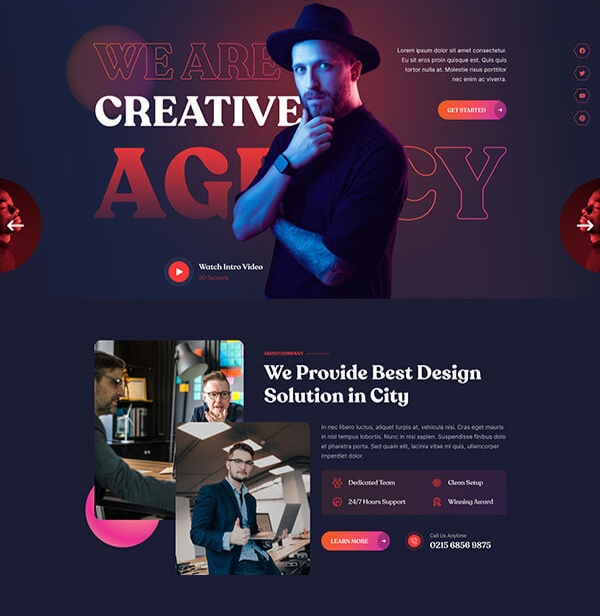 WE ARE
CREATIVE
AGENCY
Lorem ipsum dolor sit amet consectetur.
Eu sit eros proin quisque est, Quis quis
tortor nulla at. Molestie risus porttitor
nec enim ac viverra.
GET STARTED
Watch Intro Video
90 Seconds
ABOUT COMPANY
We Provide Best Design
Solution in City
In nec libero luctus, aliquet turpis at, vehicula nisi. Cras eget mauris
in nisl tempus lobortis. Nunc in nisl sapien. Suspendisse finibus dolo
et pharetra porta. Sed quam elit, lacinia vitae mi quis, ullamcorper
imperdiet dolor.
Dedicated Team
Clean Setup
24/7 Hours Support
Winning Award
LEARN MORE
Call Us Anytime
0215 6856 9875